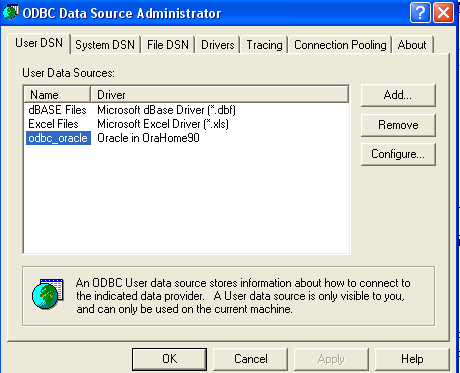 ODBC Data Source Administrator
User DSN System DSN File DSN Drivers Tracing Connection Pooling About
User Data Sources:
Name Driver
dBASE Files Microsoft dBase Driver (*.dbf)
Excel Files Microsoft Excel Driver (*.xls)
odbc_oracle Oracle in OraHome90
Add...
Remove
Configure...
An ODBC User data source stores information about how to connect to
the indicated data provider. A User data source is only visible to you,
and can only be used on the current machine.
OK Cancel Apply Help